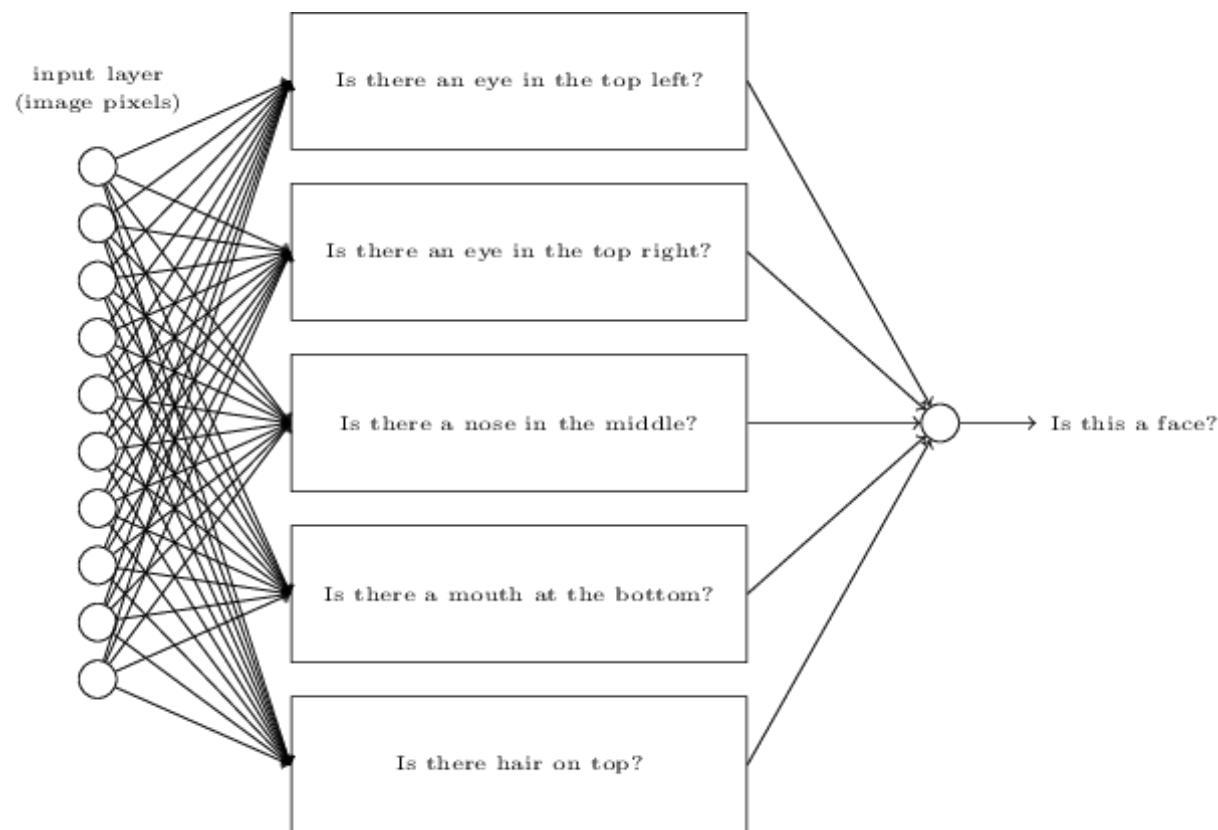 input layer
(image pixels)
Is there an eye in the top left?
Is there an eye in the top right?
Is there a nose in the middle?
Is there a mouth at the bottom?
Is there hair on top?
Is this a face?